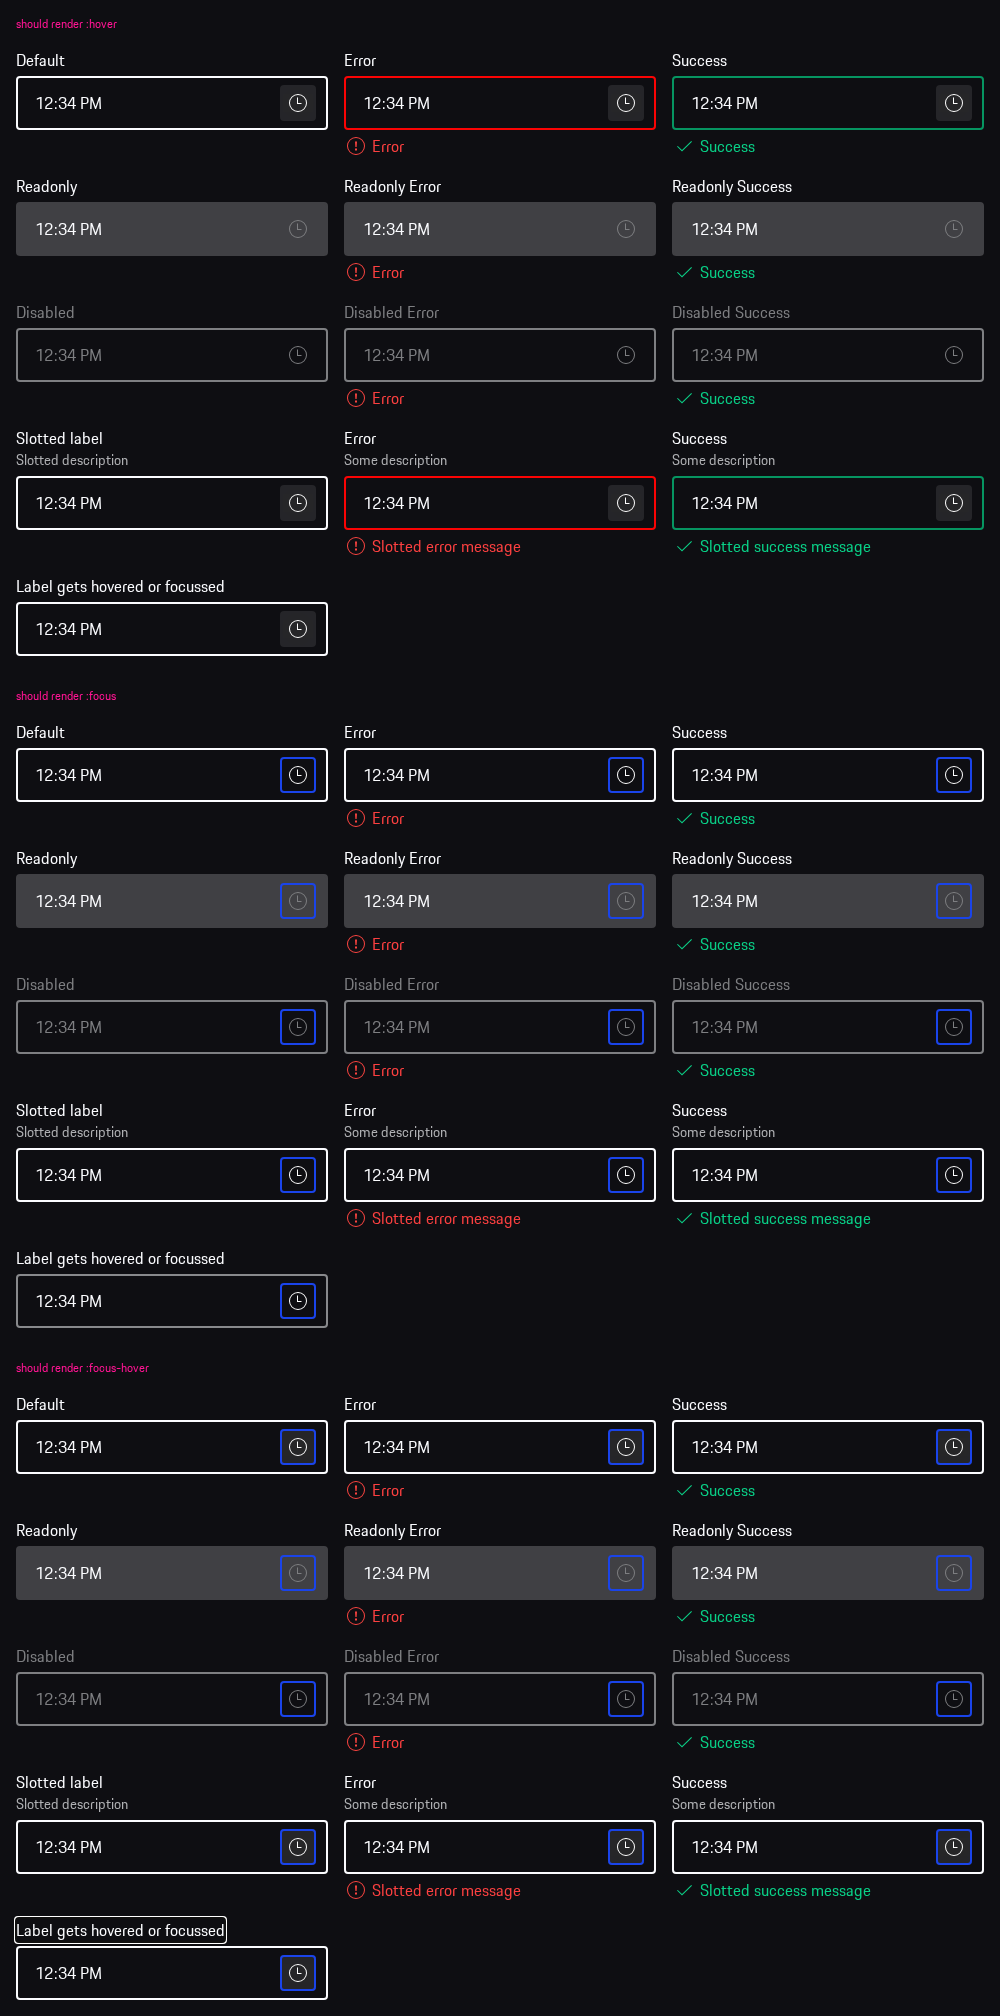 should render :hover
Default
Error
Success
12:34 PM
12:34 PM
12:34 PM
Error
Success
Readonly
Readonly Error
Readonly Success
12:34 PM
12:34 PM
12:34 PM
Error
Success
Disabled
Disabled Error
Disabled Success
12:34 PM
12:34 PM
12:34 PM
Error
Success
Slotted label
Error
Success
Slotted description
Some description
Some description
12:34 PM
12:34 PM
12:34 PM
Slotted error message
Slotted success message
Label gets hovered or focussed
12:34 PM
should render :focus
Default
Error
Success
12:34 PM
12:34 PM
12:34 PM
Error
Success
Readonly
Readonly Error
Readonly Success
12:34 PM
12:34 PM
12:34 PM
Error
Success
Disabled
Disabled Error
Disabled Success
12:34 PM
12:34 PM
12:34 PM
Error
Success
Slotted label
Error
Success
Slotted description
Some description
Some description
12:34 PM
12:34 PM
12:34 PM
Slotted error message
Slotted success message
Label gets hovered or focussed
12:34 PM
should render :focus-hover
Default
Error
Success
12:34 PM
12:34 PM
12:34 PM
Error
Success
Readonly
Readonly Error
Readonly Success
12:34 PM
12:34 PM
12:34 PM
Error
Success
Disabled
Disabled Error
Disabled Success
12:34 PM
12:34 PM
12:34 PM
Error
Success
Slotted label
Error
Success
Slotted description
Some description
Some description
12:34 PM
12:34 PM
12:34 PM
Slotted error message
Slotted success message
Label gets hovered or focussed
12:34 PM